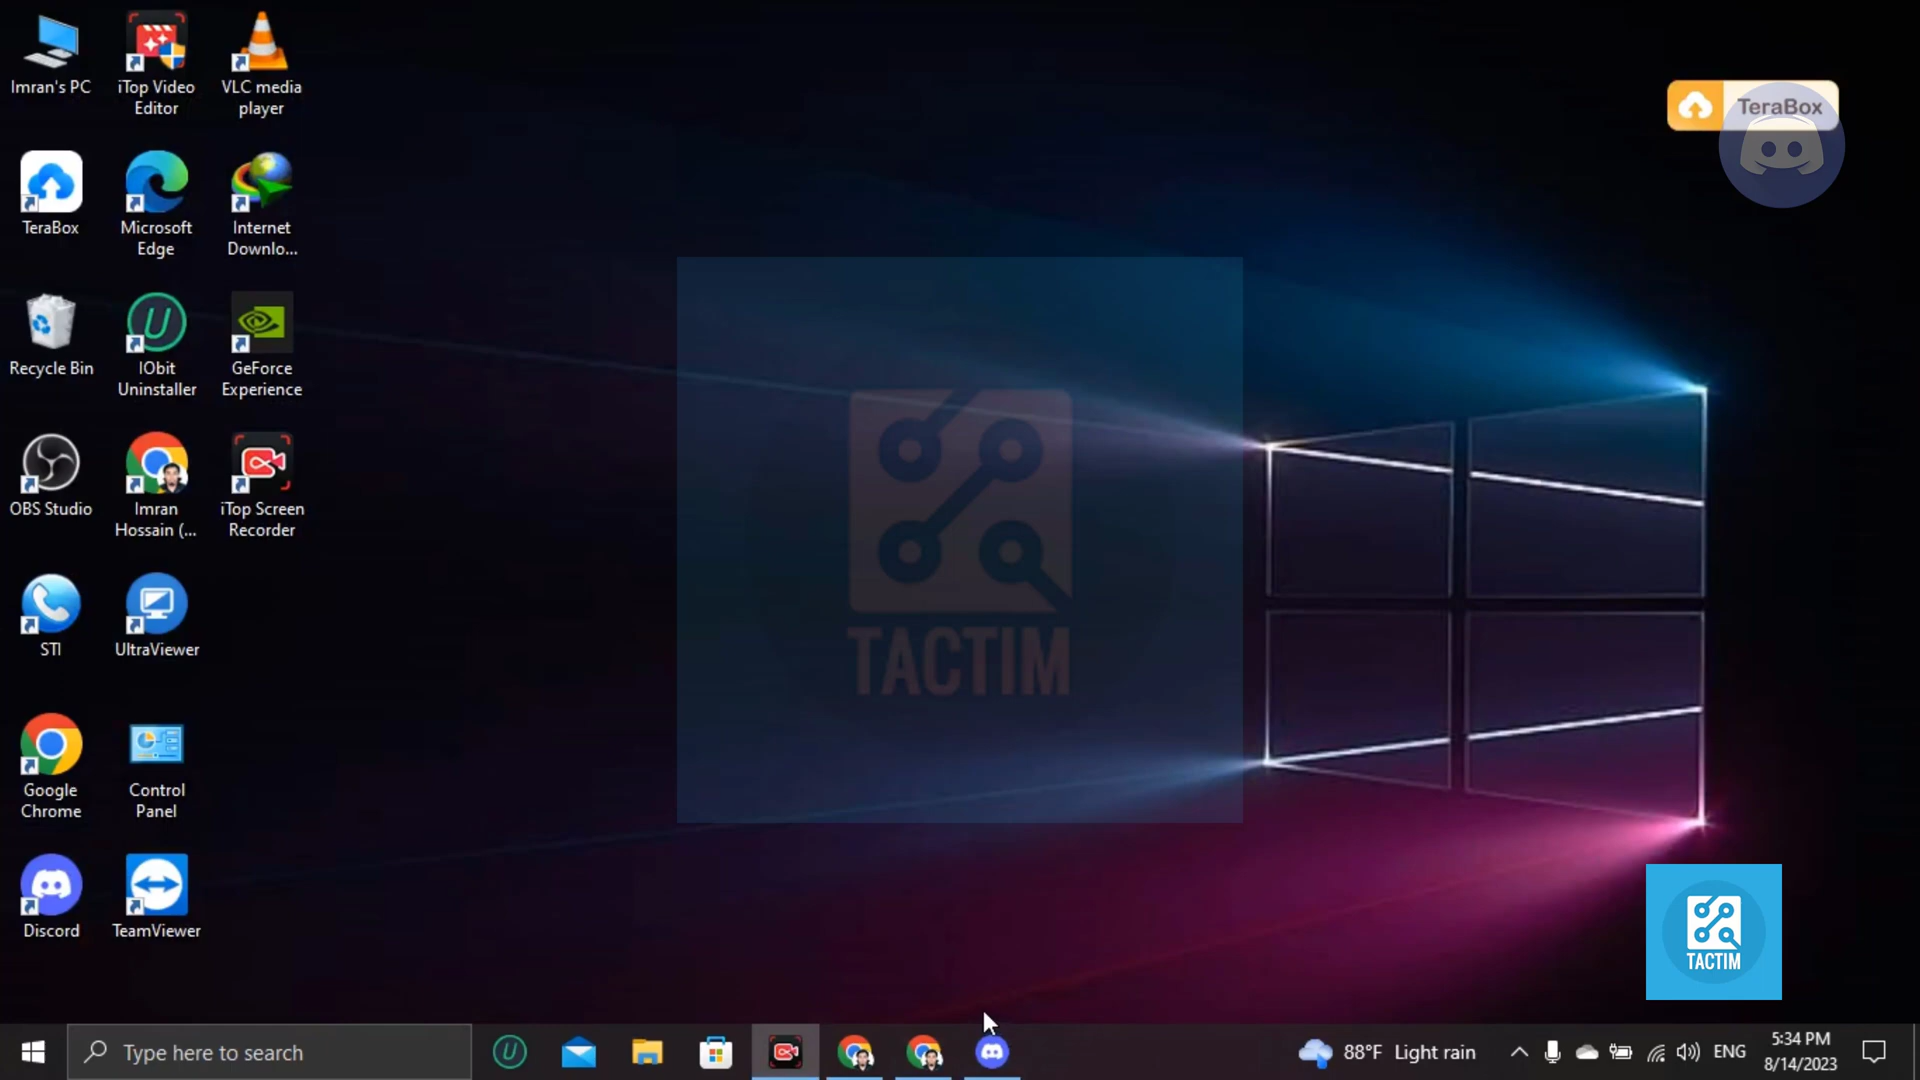 Imran's PC
iTop Video
Editor
VLC media
player
TeraBox
TeraBox
Microsoft
Edge
Internet
Downlo...
Recycle Bin
IObit
Uninstaller
GeForce
Experience
OBS Studio
Imran
Hossain (...
iTop Screen
Recorder
STI
UltraViewer
TACTIM
Google
Chrome
Control
Panel
Discord
TeamViewer
TACTIM
Type here to search
88°F Light rain
ENG
5:34 PM
8/14/2023